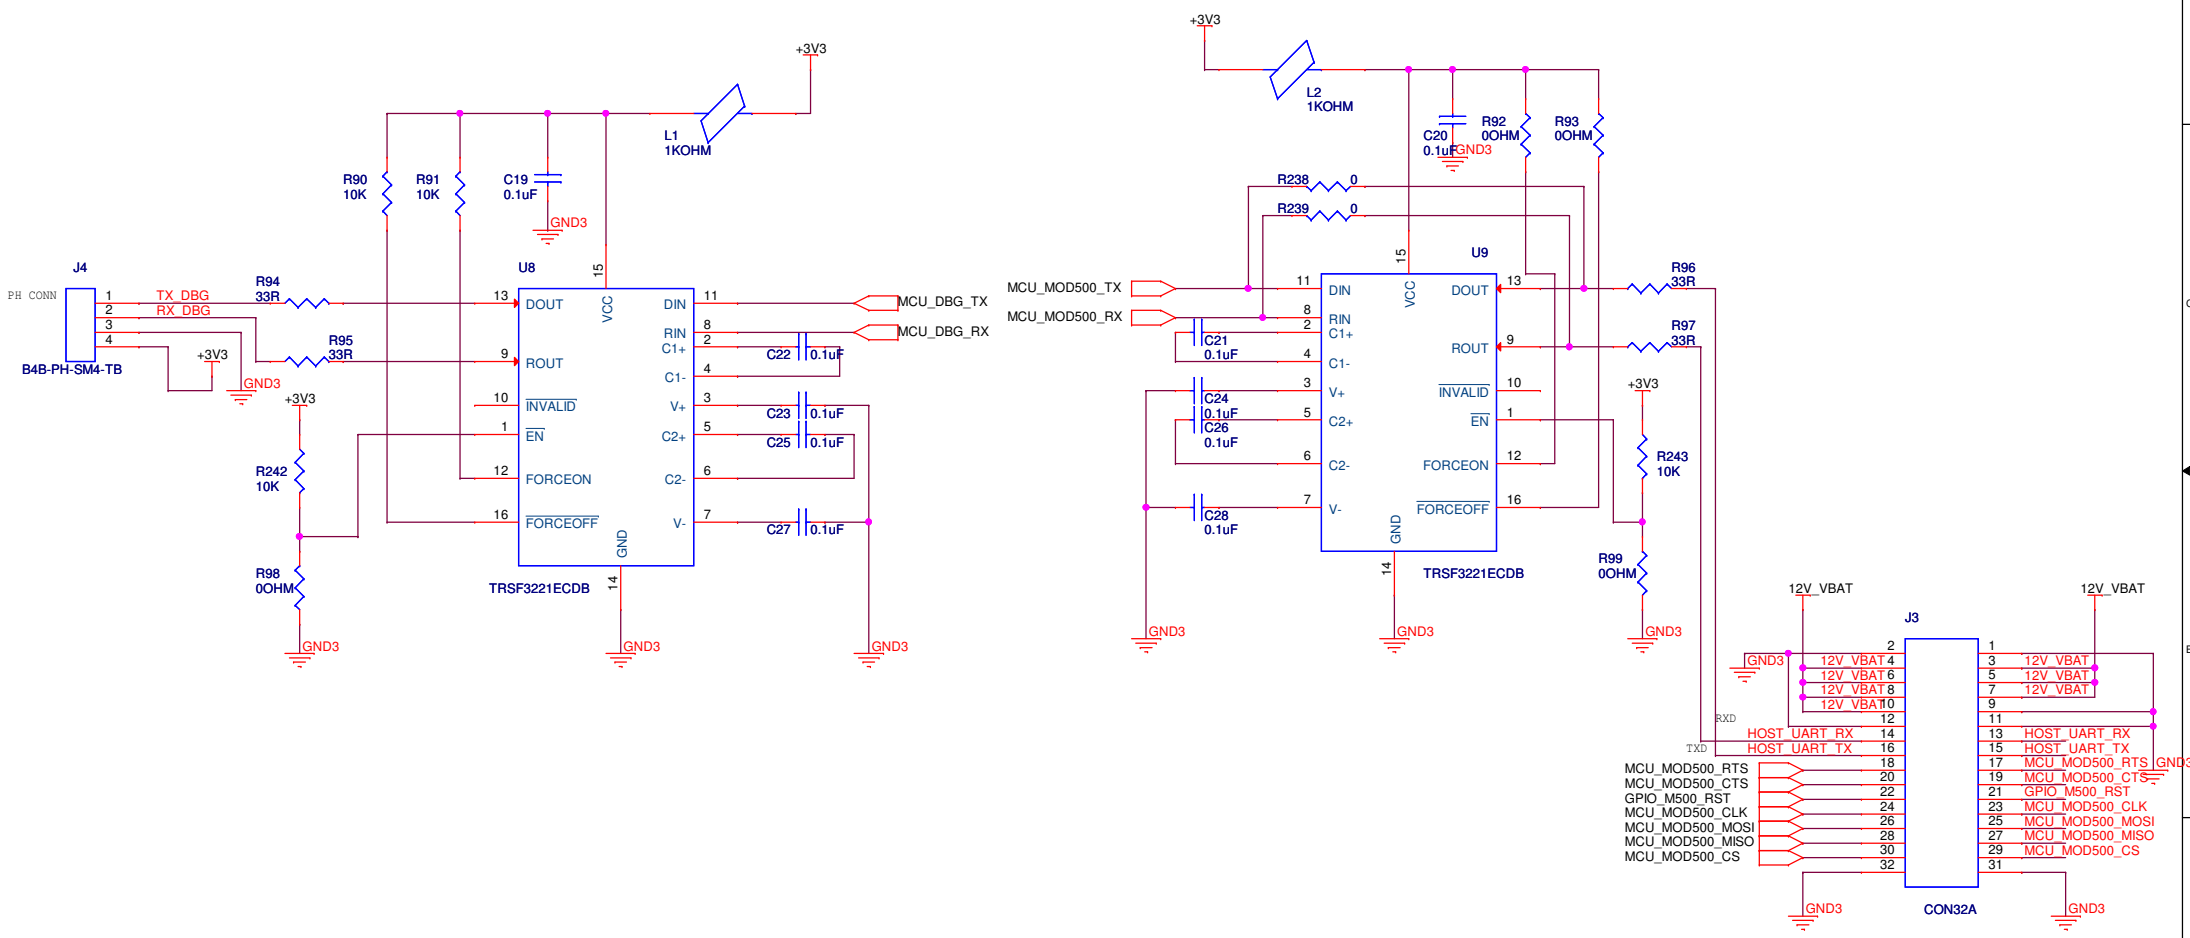 +3V3
L1
1KOHM
R90
10K
R91
10K
C19
0.1uF
GND3
J4
PH CONN
1
2
3
4
B4B-PH-SM4-TB
TX_DBG
RX_DBG
R94
33R
R95
33R
+3V3
GND3
+3V3
R242
10K
R98
0OHM
GND3
U8
15
VCC
13
DOUT
9
ROUT
10
INVALID
1
EN
12
FORCEON
16
FORCEOFF
DIN
11
RIN
8
C1+
2
C1-
4
V+
3
C2+
5
C2-
6
V-
7
GND
14
TRSF3221ECDB
GND3
MCU_DBG_TX
MCU_DBG_RX
C22
0.1uF
C23
0.1uF
C25
0.1uF
C27
0.1uF
GND3
+3V3
L2
1KOHM
C20
0.1uF
GND3
R92
0OHM
R93
0OHM
R238
0
R239
0
U9
15
VCC
MCU_MOD500_TX
MCU_MOD500_RX
11
DIN
8
RIN
2
C1+
4
C1-
3
V+
5
C2+
6
C2-
7
V-
DOUT
13
ROUT
9
INVALID
10
EN
1
FORCEON
12
FORCEOFF
16
GND
14
TRSF3221ECDB
C21
0.1uF
C24
0.1uF
C26
0.1uF
C28
0.1uF
GND3
GND3
R96
33R
R97
33R
+3V3
R243
10K
R99
0OHM
GND3
12V_VBAT
12V_VBAT
J3
GND3
2
12V_VBAT
4
12V_VBAT
6
12V_VBAT
8
12V_VBAT
10
12
RXD
HOST_UART_RX
14
TXD
HOST_UART_TX
16
MCU_MOD500_RTS
18
MCU_MOD500_CTS
20
GPIO_M500_RST
22
MCU_MOD500_CLK
24
MCU_MOD500_MOSI
26
MCU_MOD500_MISO
28
MCU_MOD500_CS
30
32
GND3
1
3
12V_VBAT
5
12V_VBAT
7
12V_VBAT
9
11
13
HOST_UART_RX
15
HOST_UART_TX
17
MCU_MOD500_RTS
GND3
19
MCU_MOD500_CTS
21
GPIO_M500_RST
23
MCU_MOD500_CLK
25
MCU_MOD500_MOSI
27
MCU_MOD500_MISO
29
MCU_MOD500_CS
31
GND3
CON32A